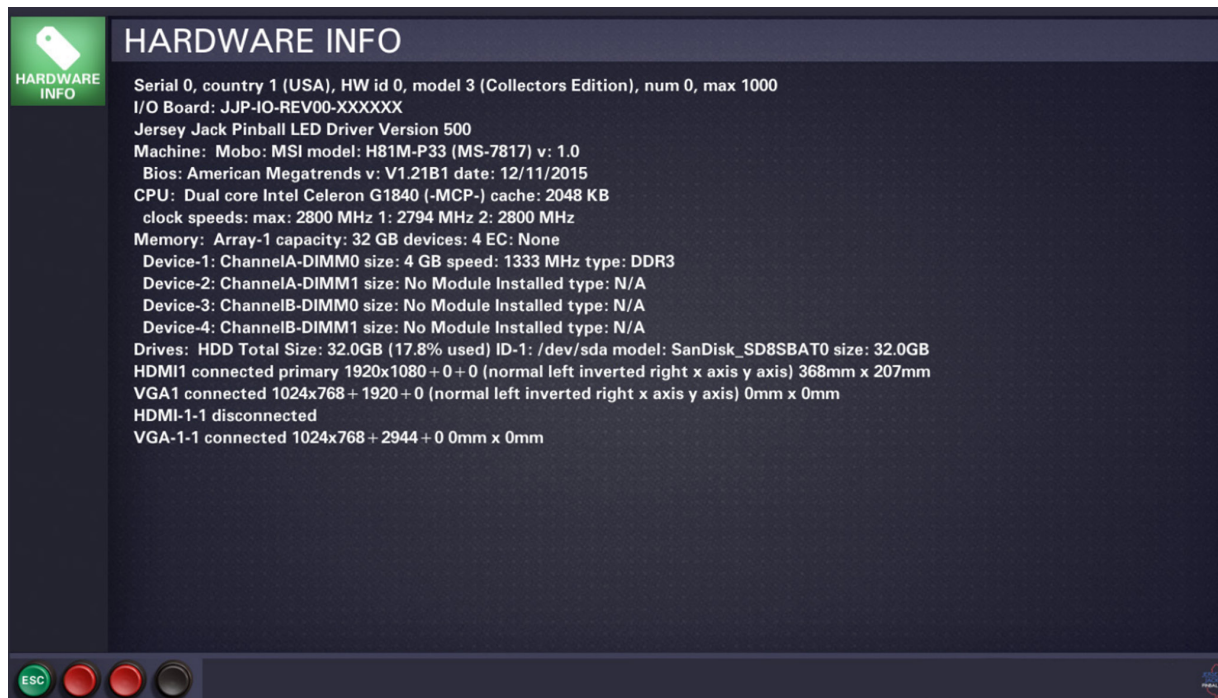 HARDWARE INFO
HARDWARE
INFO
Serial 0, country 1 (USA), HW id 0, model 3 (Collectors Edition), num 0, max 1000
I/O Board: JJP-IO-REV00-XXXXXX
Jersey Jack Pinball LED Driver Version 500
Machine: Mobo: MSI model: H81M-P33 (MS-7817) v: 1.0
Bios: American Megatrends v: V1.21B1 date: 12/11/2015
CPU: Dual core Intel Celeron G1840 (-MCP-) cache: 2048 KB
clock speeds: max: 2800 MHz 1: 2794 MHz 2: 2800 MHz
Memory: Array-1 capacity: 32 GB devices: 4 EC: None
Device-1: ChannelA-DIMM0 size: 4 GB speed: 1333 MHz type: DDR3
Device-2: ChannelA-DIMM1 size: No Module Installed type: N/A
Device-3: ChannelB-DIMM0 size: No Module Installed type: N/A
Device-4: ChannelB-DIMM1 size: No Module Installed type: N/A
Drives: HDD Total Size: 32.0GB (17.8% used) ID-1: /dev/sda model: SanDisk_SD8SBAT0 size: 32.0GB
HDMI1 connected primary 1920x1080+0+0 (normal left inverted right x axis y axis) 368mm x 207mm
VGA1 connected 1024x768+1920+0 (normal left inverted right x axis y axis) 0mm x 0mm
HDMI-1-1 disconnected
VGA-1-1 connected 1024x768+2944+0 0mm x 0mm
ESC